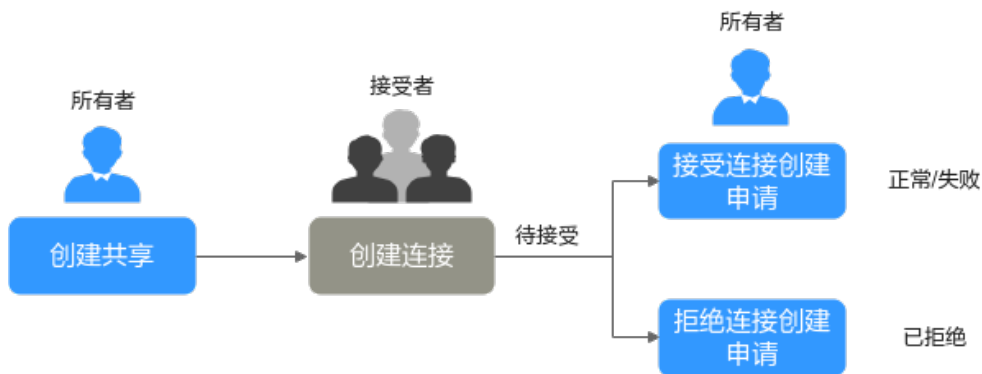 所有者
接受者
所有者
创建共享
创建连接
待接受
接受连接创建
申请
正常/失败
拒绝连接创建
申请
已拒绝